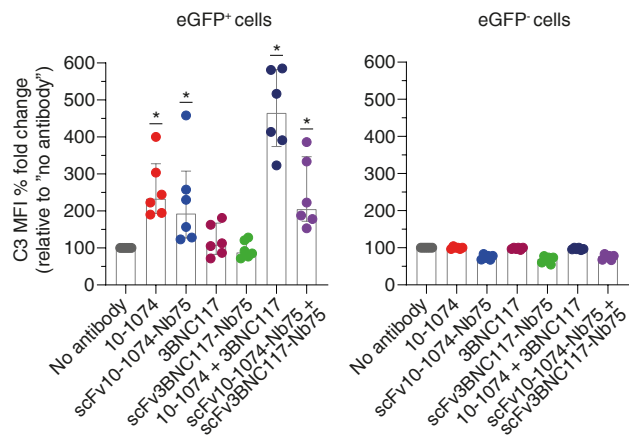 eGFP⁺ cells
C3 MFI % fold change
(relative to ”no antibody”)
600
500
400
300
200
100
0
*
*
*
*
No antibody
10-1074
scFv10-1074-Nb75
3BNC117
scFv3BNC117-Nb75
10-1074 + 3BNC117
scFv10-1074-Nb75 +
scFv3BNC117-Nb75
eGFP⁻ cells
600
500
400
300
200
100
0
No antibody
10-1074
scFv10-1074-Nb75
3BNC117
scFv3BNC117-Nb75
10-1074 + 3BNC117
scFv10-1074-Nb75 +
scFv3BNC117-Nb75